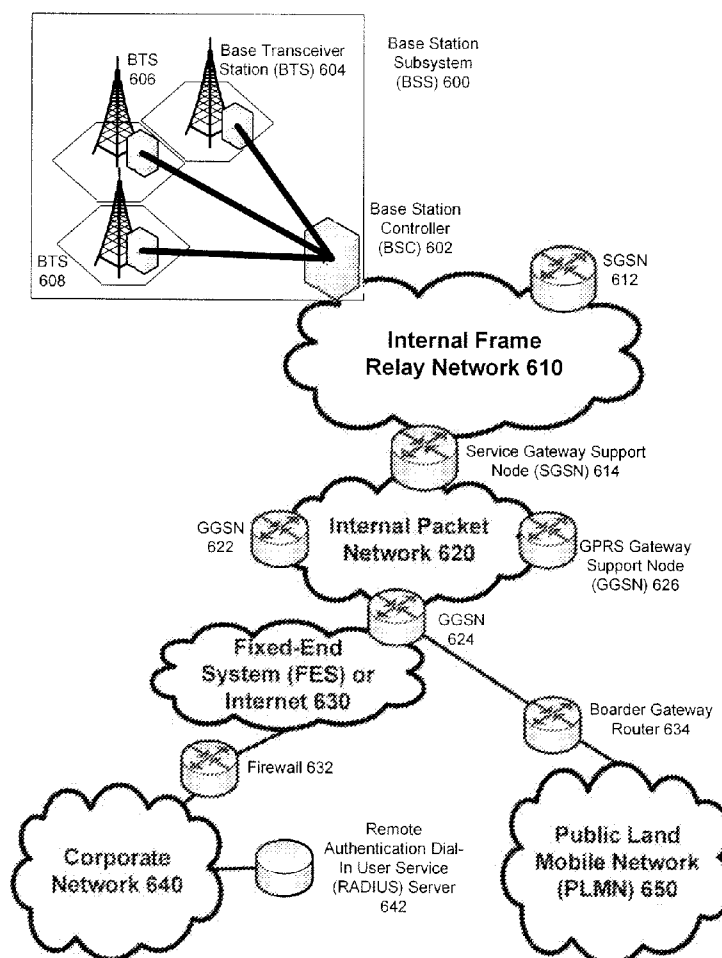 BTS
606
Base Transceiver
Station (BTS) 604
Base Station
Subsystem
(BSS) 600
Base Station
Controller
(BSC) 602
BTS
608
SGSN
612
Internal Frame
Relay Network 610
Service Gateway Support
Node (SGSN) 614
GGSN
622
Internal Packet
Network 620
GPRS Gateway
Support Node
(GGSN) 626
GGSN
624
Fixed-End
System (FES) or
Internet 630
Boarder Gateway
Router 634
Firewall 632
Corporate
Network 640
Remote
Authentication Dial-
In User Service
(RADIUS) Server
642
Public Land
Mobile Network
(PLMN) 650